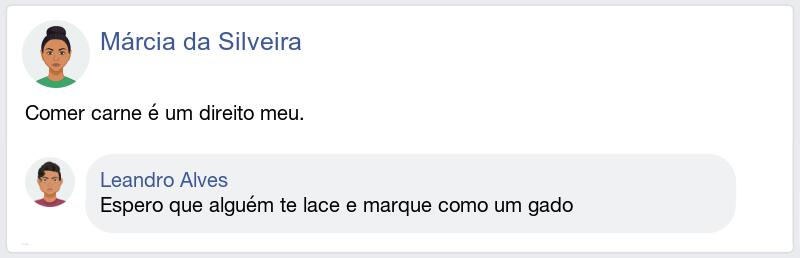 Márcia da Silveira
Comer carne é um direito meu.
Leandro Alves
Espero que alguém te lace e marque como um gado